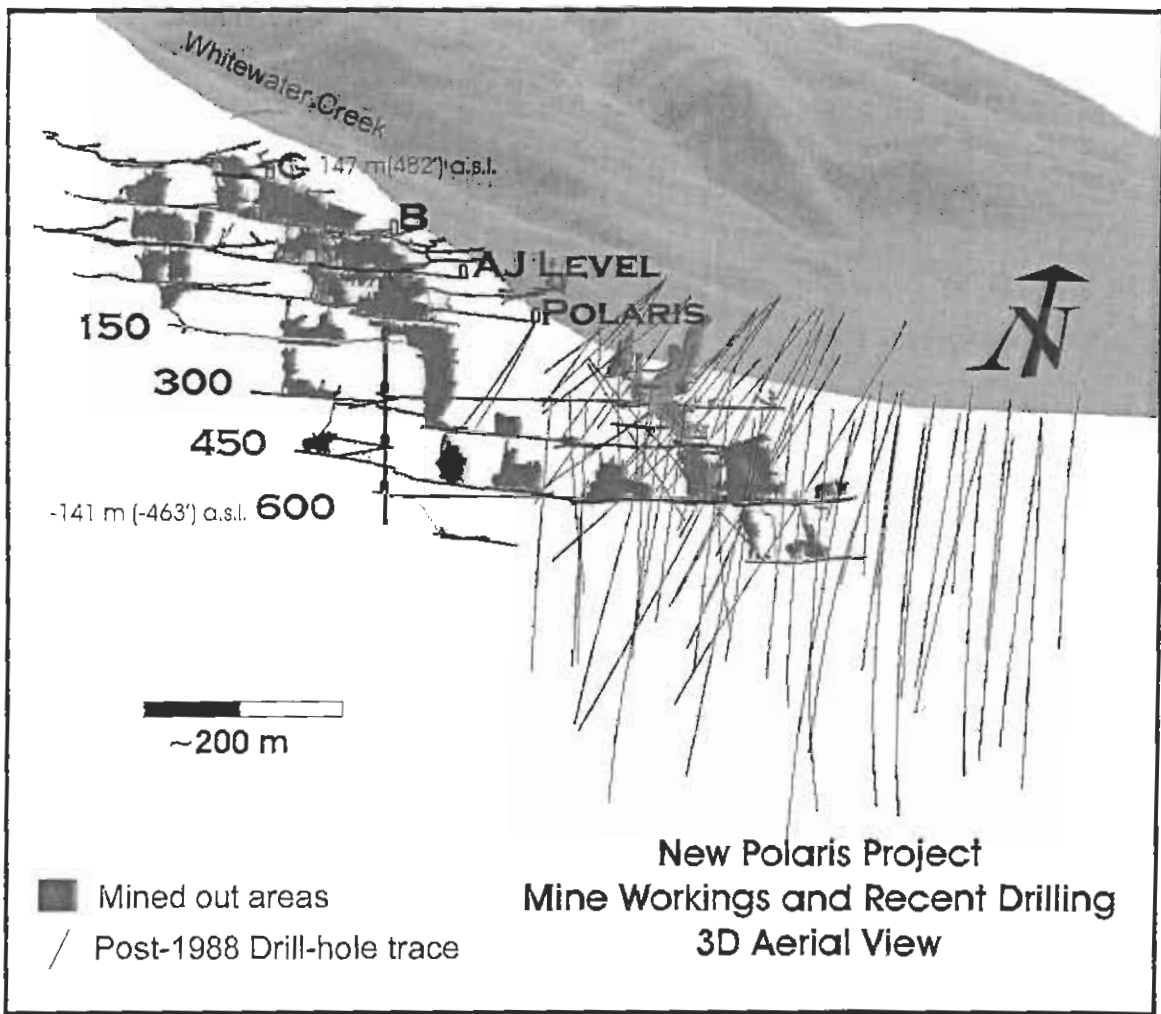 Whitewater Creek
C 147 m(482') a.s.l.
B
AJ LEVEL
POLARIS
150
300
450
-141 m (-463') a.s.l. 600
N
~200 m
Mined out areas
Post-1988 Drill-hole trace
New Polaris Project
Mine Workings and Recent Drilling
3D Aerial View